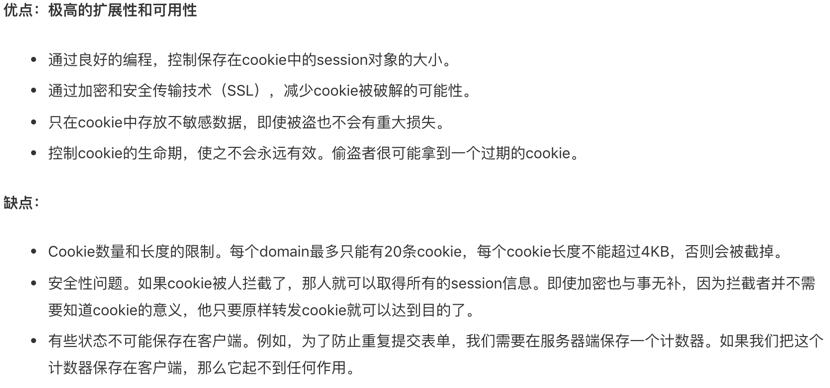 优点：极高的扩展性和可用性
• 通过良好的编程，控制保存在cookie中的session对象的大小。
• 通过加密和安全传输技术（SSL），减少cookie被破解的可能性。
• 只在cookie中存放不敏感数据，即使被盗也不会有重大损失。
• 控制cookie的生命期，使之不会永远有效。偷盗者很可能拿到一个过期的cookie。
缺点：
• Cookie数量和长度的限制。每个domain最多只能有20条cookie，每个cookie长度不能超过4KB，否则会被截掉。
• 安全性问题。如果cookie被人拦截了，那人就可以取得所有的session信息。即使加密也与事无补，因为拦截者并不需
要知道cookie的意义，他只要原样转发cookie就可以达到目的了。
• 有些状态不可能保存在客户端。例如，为了防止重复提交表单，我们需要在服务器端保存一个计数器。如果我们把这个
计数器保存在客户端，那么它起不到任何作用。